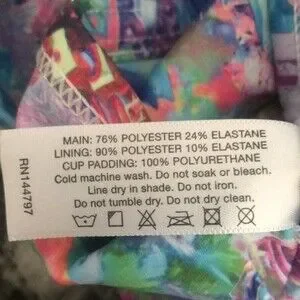 MAIN: 76% POLYESTER 24% ELASTANE
LINING: 90% POLYESTER 10% ELASTANE
CUP PADDING: 100% POLYURETHANE
Cold machine wash. Do not soak or bleach.
Line dry in shade. Do not iron.
Do not tumble dry. Do not dry clean.
RN144797